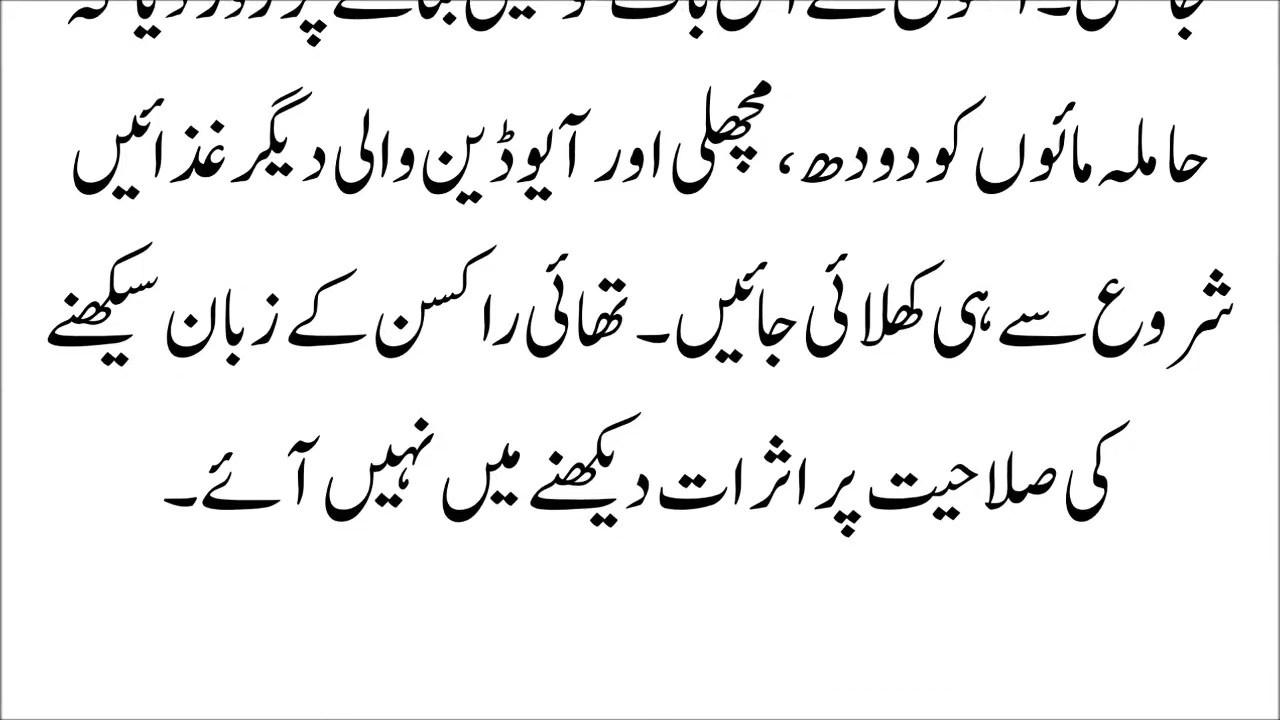 حاملہ مائوں کو دودھ، مچھلی اور آیوڈین والی دیگر غذائیں
شروع سے ہی کھلائی جائیں۔ تھائی راکسن کے زبان سیکھنے
کی صلاحیت پر اثرات دیکھنے میں نہیں آئے۔